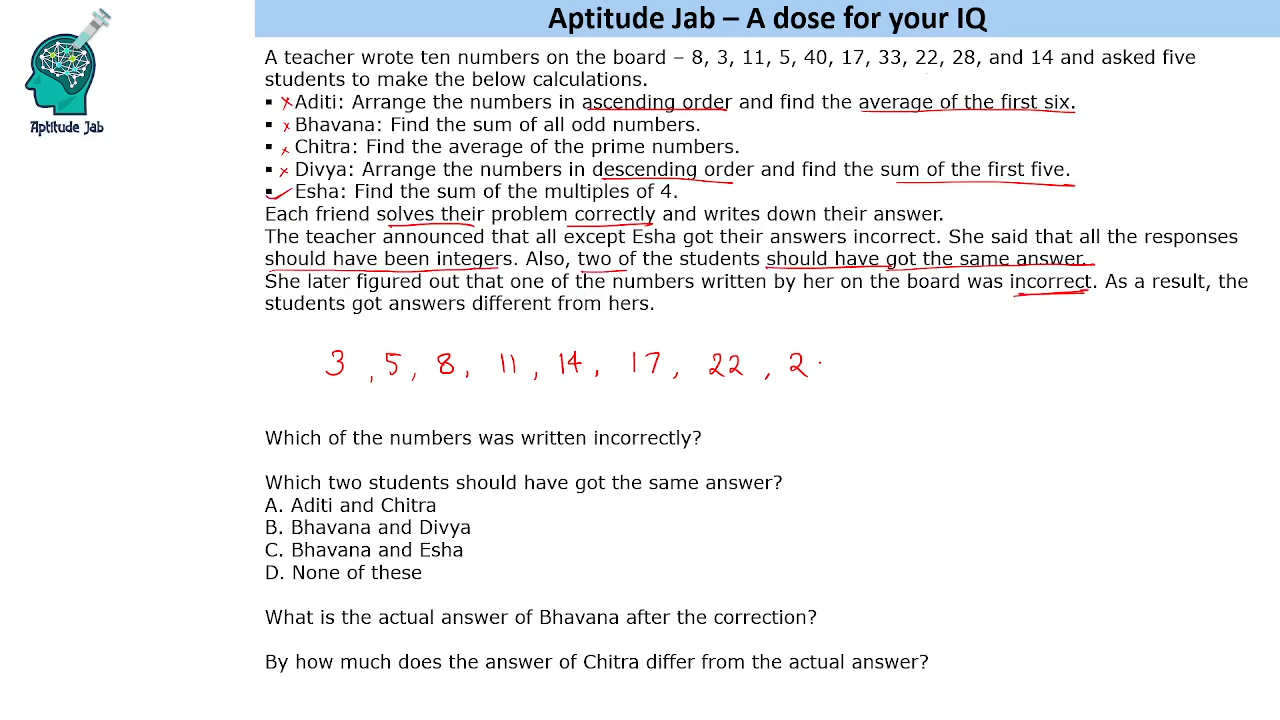 Aptitude Jab – A dose for your IQ
Aptitude Jab
A teacher wrote ten numbers on the board – 8, 3, 11, 5, 40, 17, 33, 22, 28, and 14 and asked five
students to make the below calculations.
▪ Aditi: Arrange the numbers in ascending order and find the average of the first six.
▪ Bhavana: Find the sum of all odd numbers.
▪ Chitra: Find the average of the prime numbers.
▪ Divya: Arrange the numbers in descending order and find the sum of the first five.
▪ Esha: Find the sum of the multiples of 4.
Each friend solves their problem correctly and writes down their answer.
The teacher announced that all except Esha got their answers incorrect. She said that all the responses
should have been integers. Also, two of the students should have got the same answer.
She later figured out that one of the numbers written by her on the board was incorrect. As a result, the
students got answers different from hers.
3 , 5 , 8 , 11 , 14 , 17 , 22 , 2
Which of the numbers was written incorrectly?
Which two students should have got the same answer?
A. Aditi and Chitra
B. Bhavana and Divya
C. Bhavana and Esha
D. None of these
What is the actual answer of Bhavana after the correction?
By how much does the answer of Chitra differ from the actual answer?